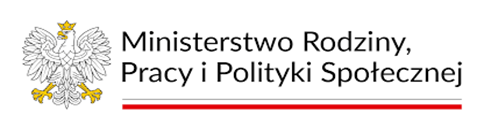 Ministerstwo Rodziny,
Pracy i Polityki Społecznej